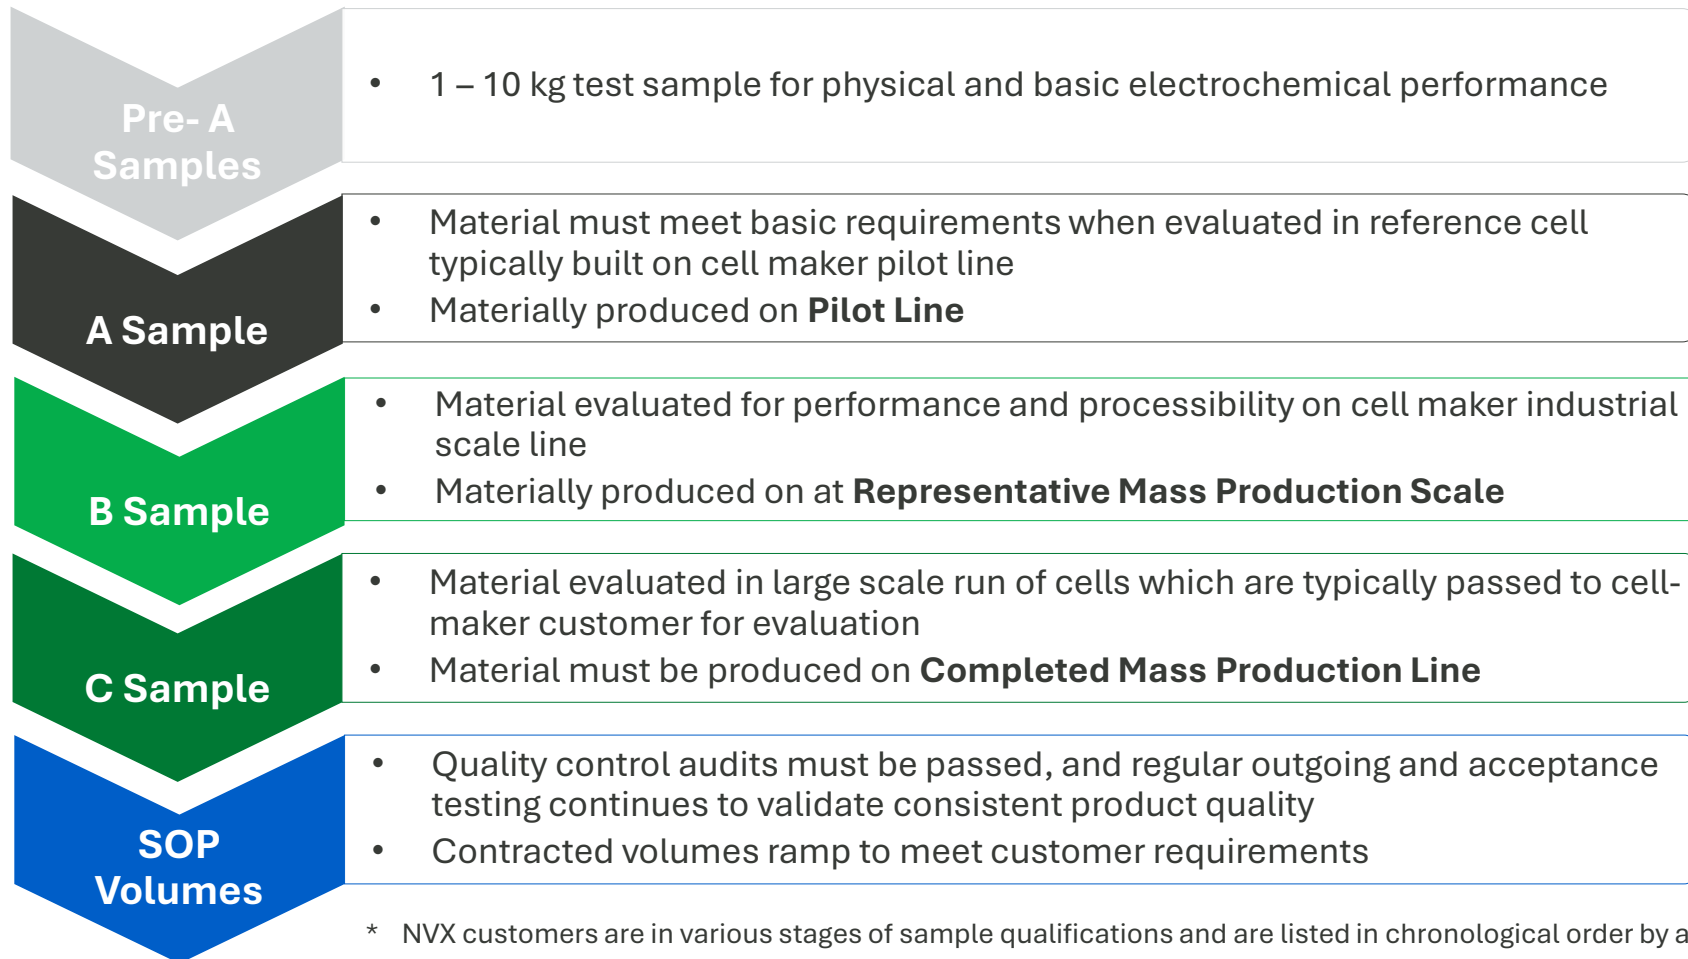 Pre- A
Samples
• 1 – 10 kg test sample for physical and basic electrochemical performance
A Sample
• Material must meet basic requirements when evaluated in reference cell
typically built on cell maker pilot line
• Materially produced on Pilot Line
B Sample
• Material evaluated for performance and processibility on cell maker industrial
scale line
• Materially produced on at Representative Mass Production Scale
C Sample
• Material evaluated in large scale run of cells which are typically passed to cell-
maker customer for evaluation
• Material must be produced on Completed Mass Production Line
SOP
Volumes
• Quality control audits must be passed, and regular outgoing and acceptance
testing continues to validate consistent product quality
• Contracted volumes ramp to meet customer requirements
* NVX customers are in various stages of sample qualifications and are listed in chronological order by